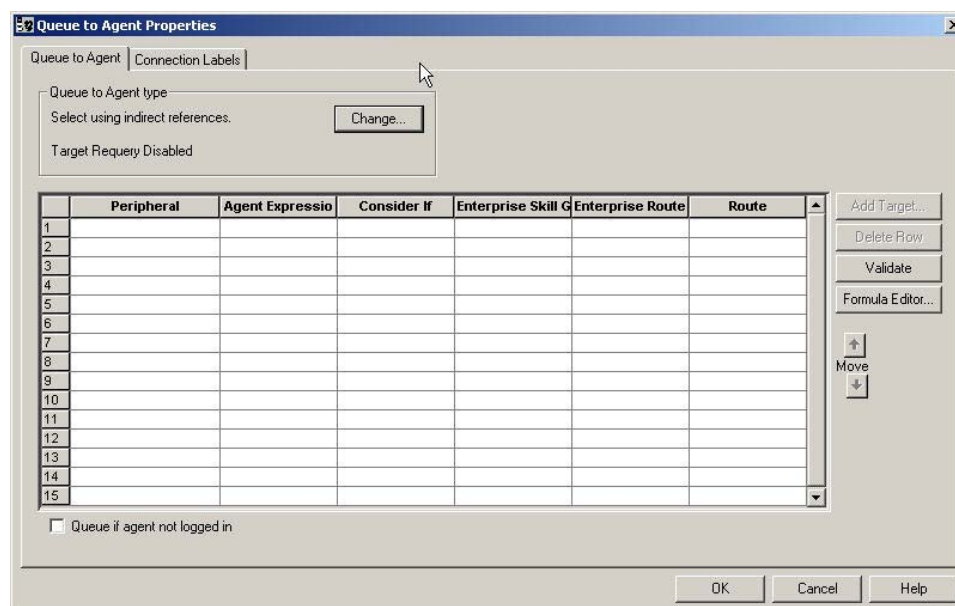 Queue to Agent Properties
Queue to Agent
Connection Labels
Queue to Agent type
Select using indirect references.
Change...
Target Requery Disabled
Peripheral
Agent Expressio
Consider If
Enterprise Skill G
Enterprise Route
Route
Add Target...
1
Delete Row
2
3
Validate
4
5
Formula Editor...
6
7
8
Move
9
10
11
12
13
14
15
Queue if agent not logged in
OK
Cancel
Help